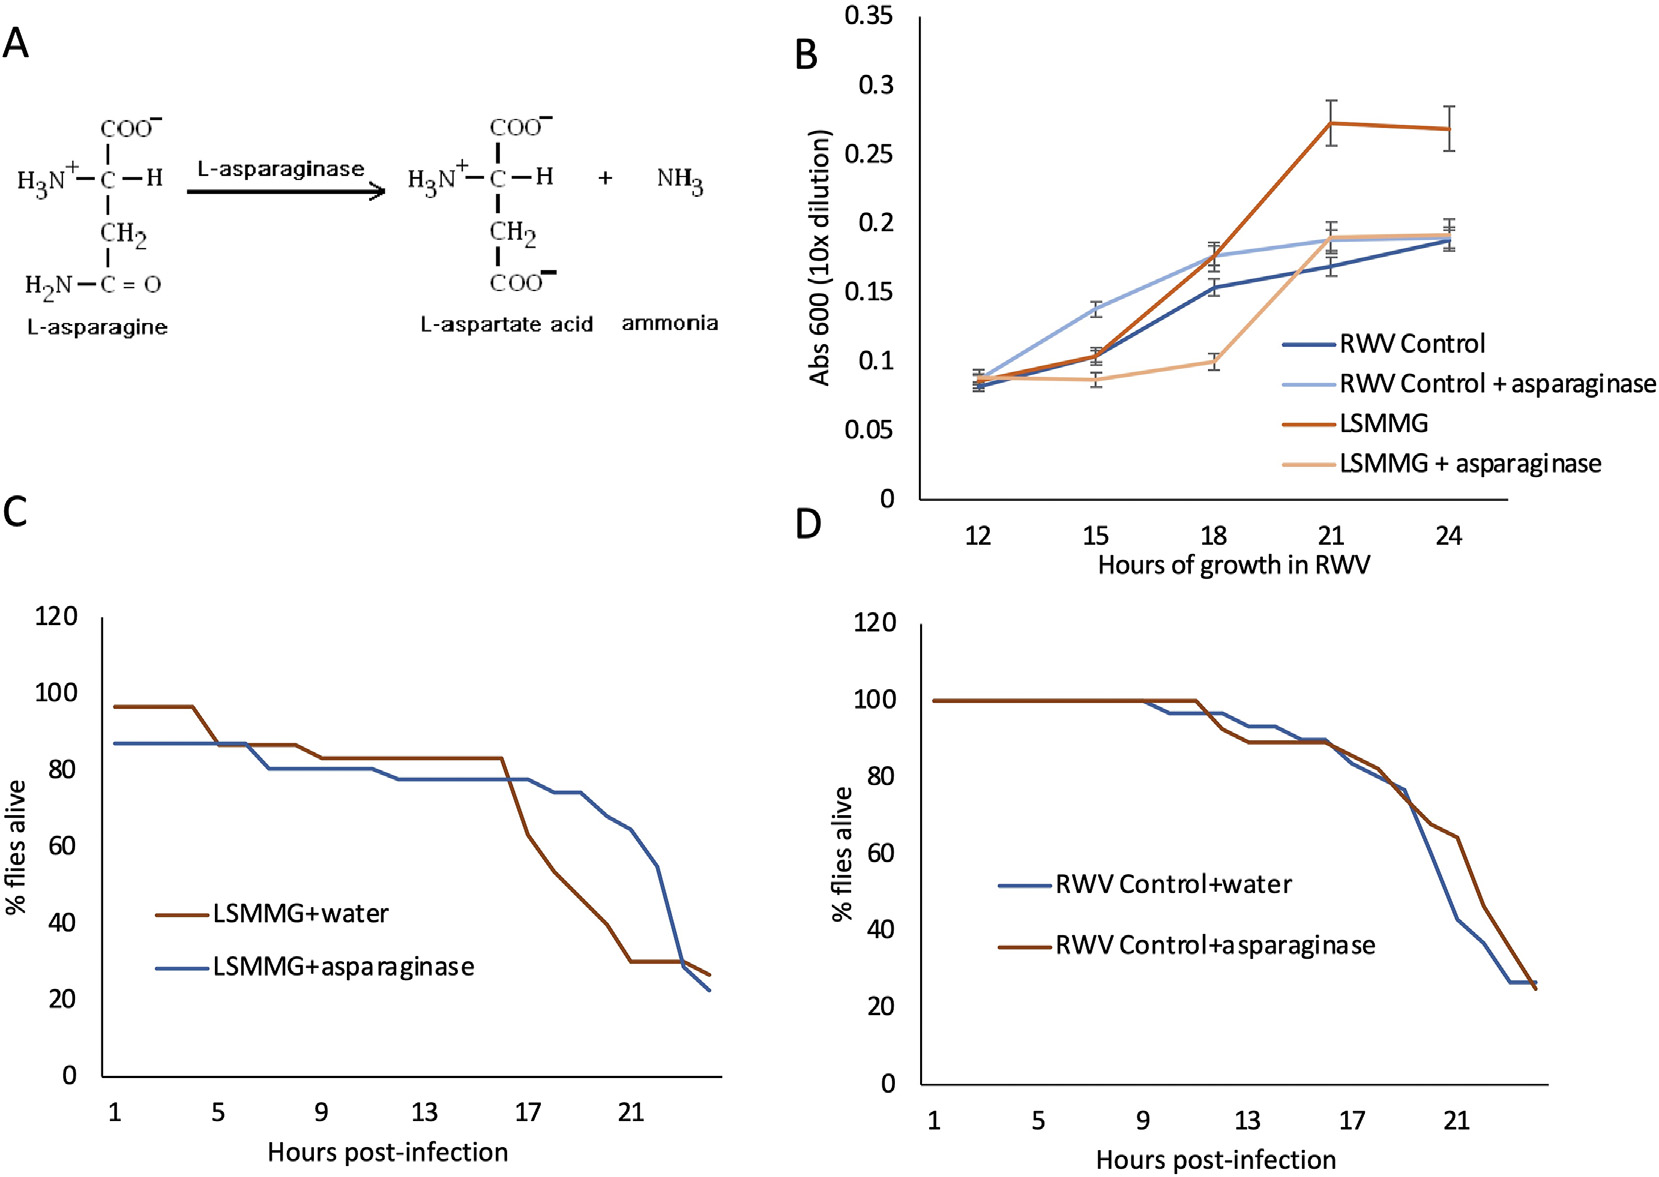 A
COO⁻
H₃N⁺—C—H
CH₂
H₂N—C=O
L-asparagine
L-asparaginase
COO⁻
H₃N⁺—C—H
CH₂
COO⁻
L-aspartate acid
+
NH₃
ammonia
B
Abs 600 (10x dilution)
0.35
0.3
0.25
0.2
0.15
0.1
0.05
0
RWV Control
RWV Control + asparaginase
LSMMG
LSMMG + asparaginase
12 15 18 21 24
Hours of growth in RWV
C
% flies alive
120
100
80
60
40
20
0
LSMMG+water
LSMMG+asparaginase
1 5 9 13 17 21
Hours post-infection
D
% flies alive
120
100
80
60
40
20
0
RWV Control+water
RWV Control+asparaginase
1 5 9 13 17 21
Hours post-infection